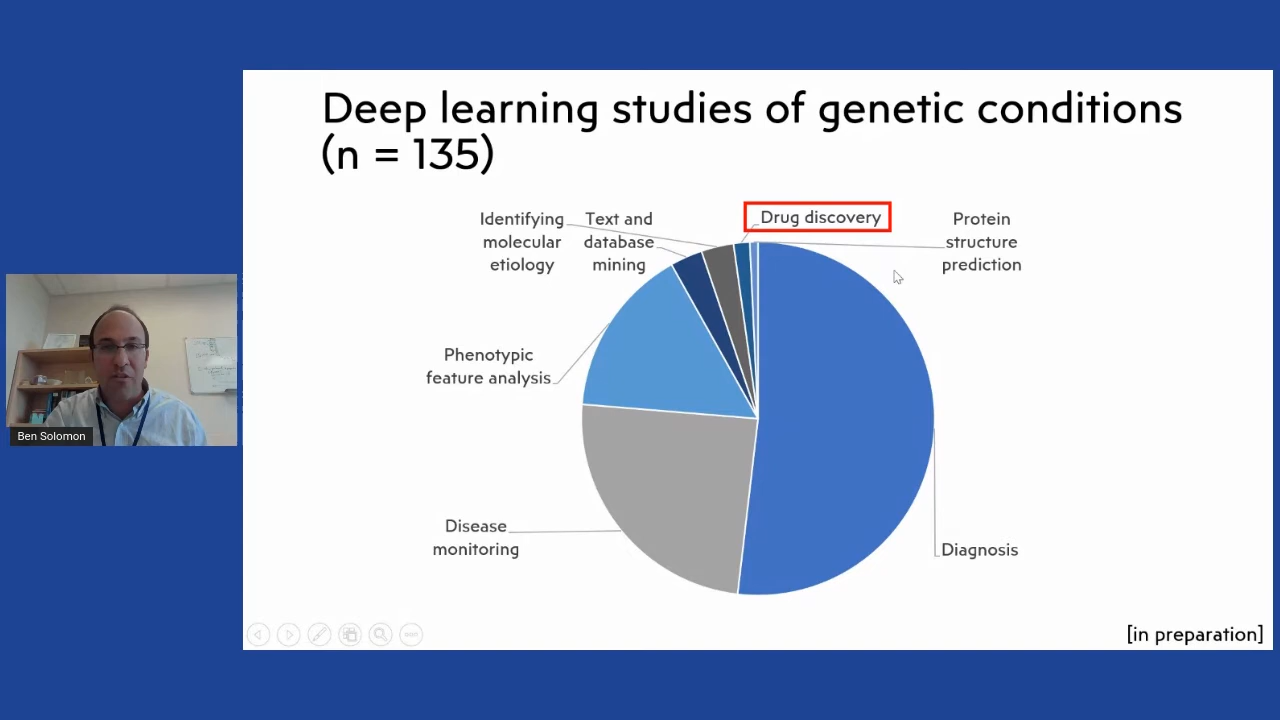 Deep learning studies of genetic conditions
(n = 135)
Identifying
molecular
etiology
Text and
database
mining
Drug discovery
Protein
structure
prediction
Phenotypic
feature analysis
Disease
monitoring
Diagnosis
[in preparation]
Ben Solomon